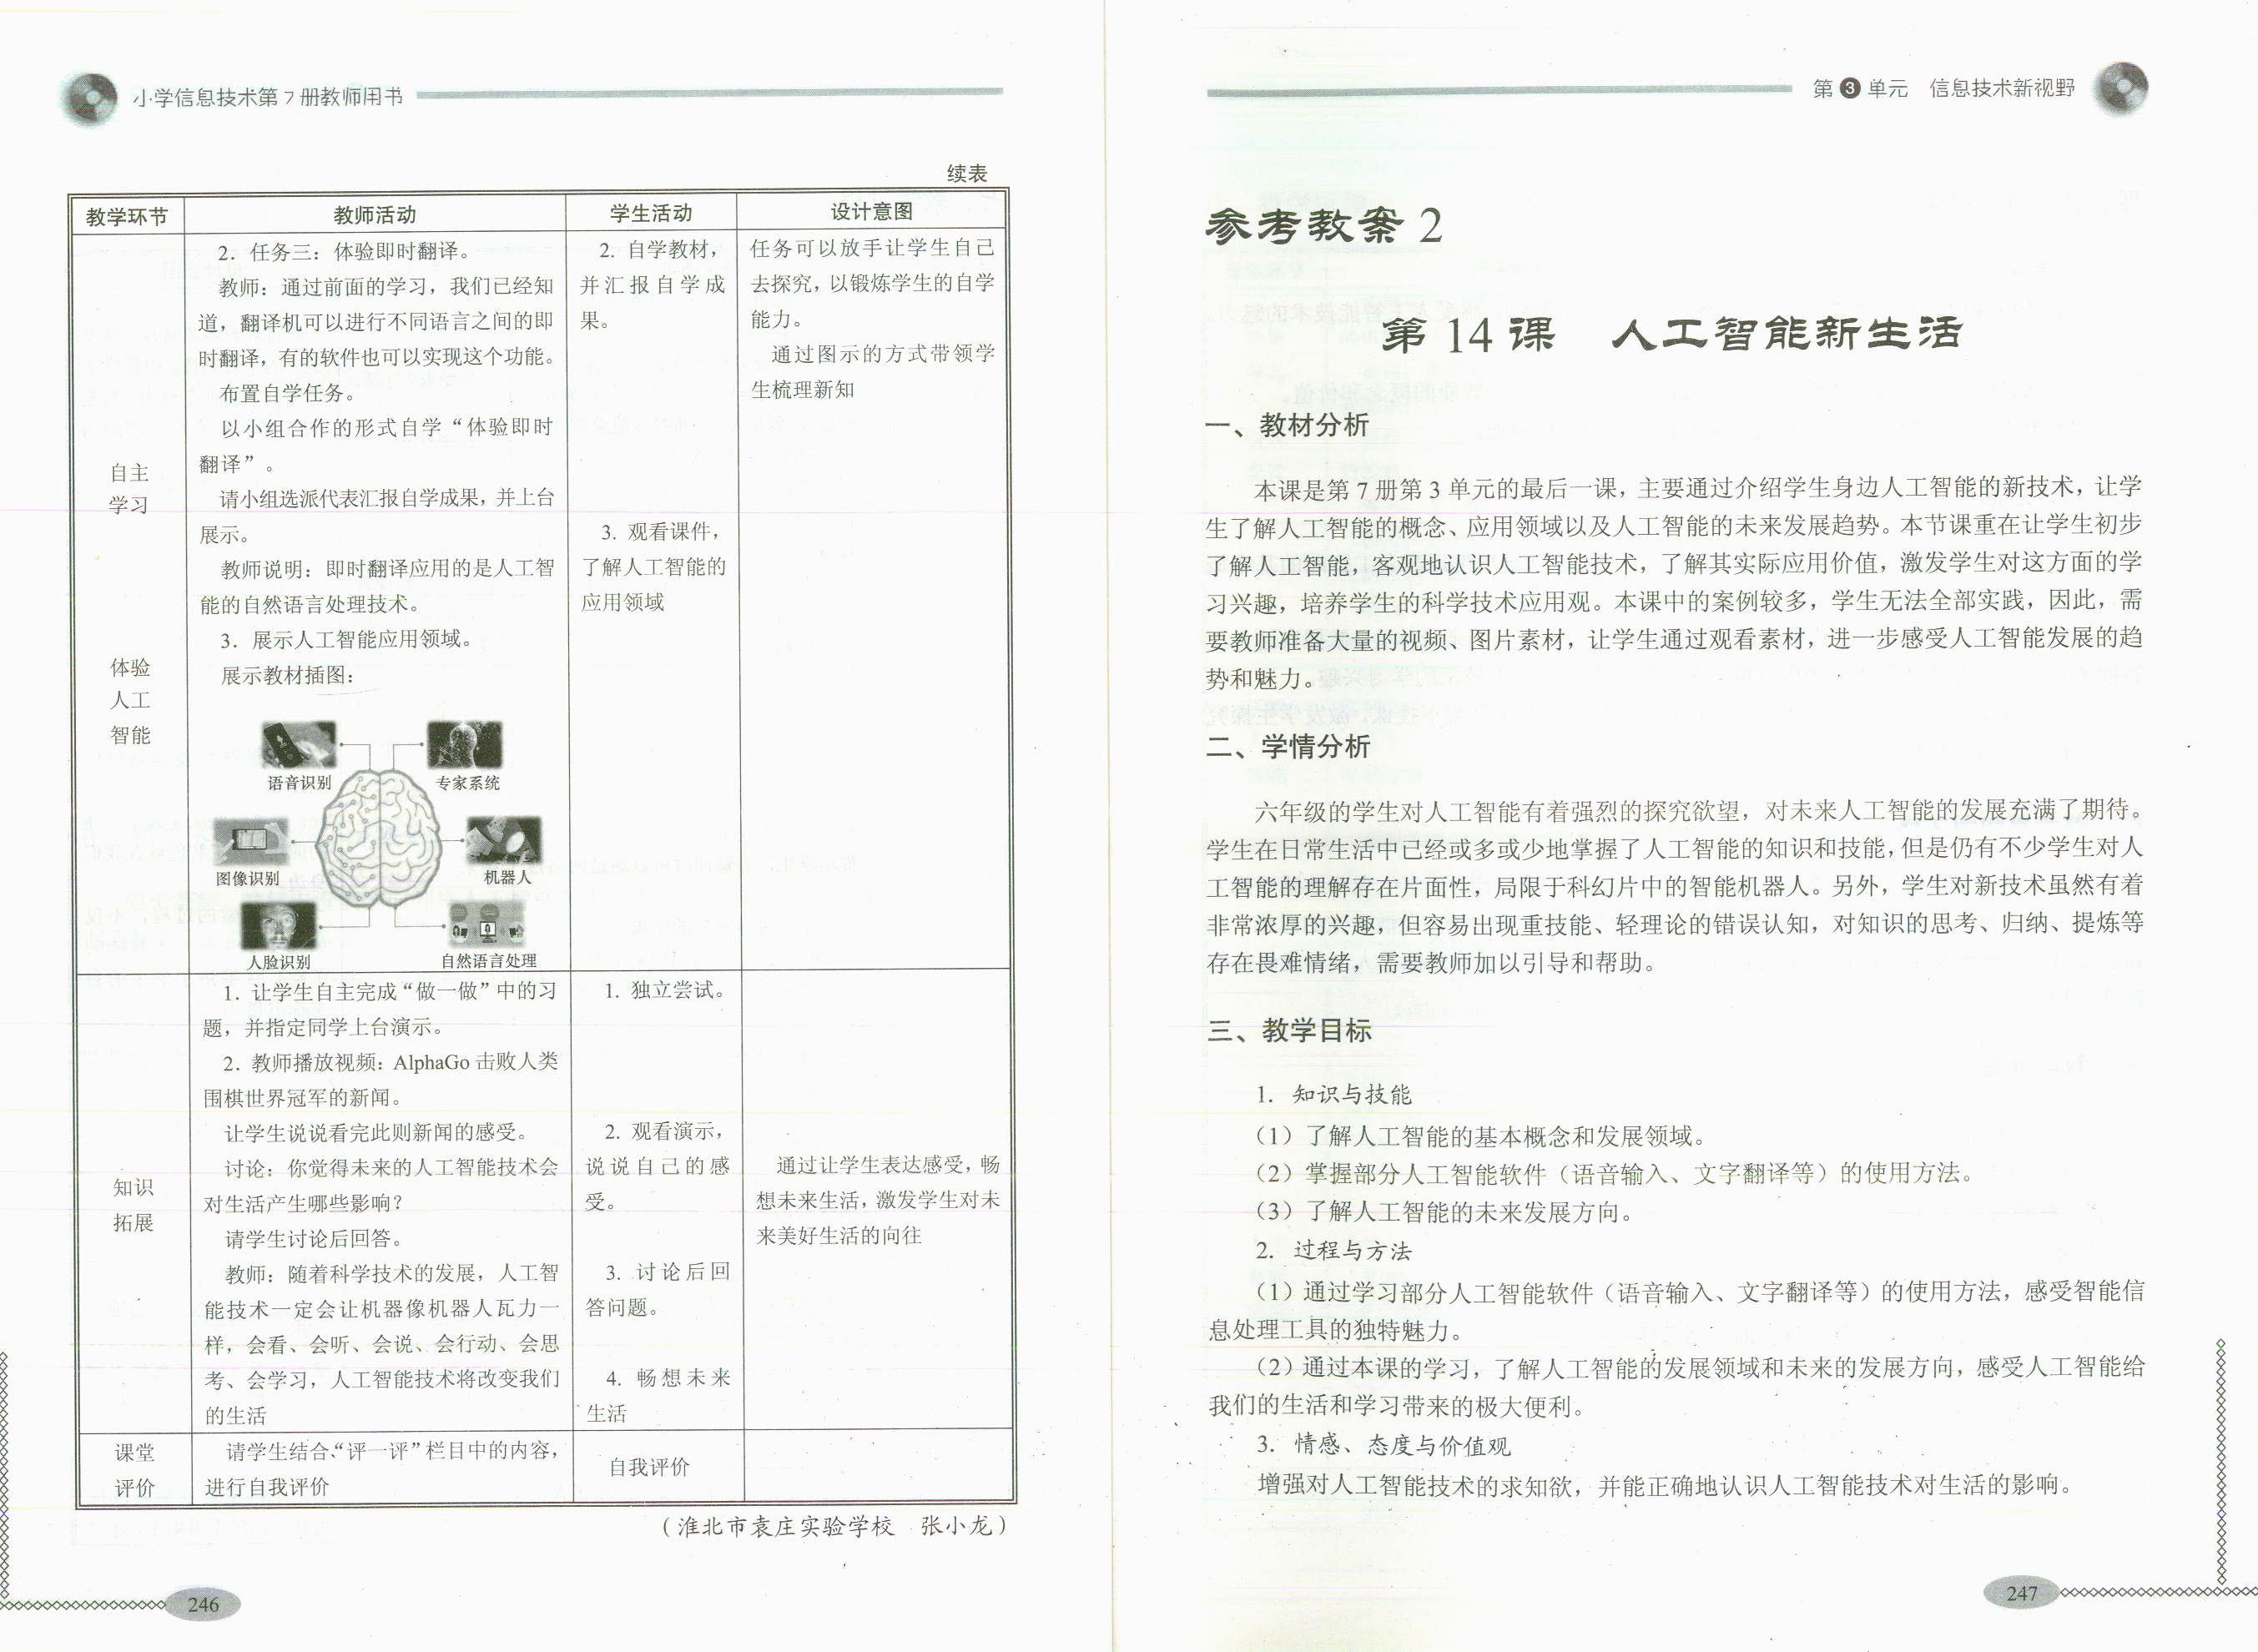 小学信息技术第7册教师用书
续表
教学环节 教师活动 学生活动 设计意图
自主
学习
体验
人工
智能
2. 任务三：体验即时翻译。
教师：通过前面的学习，我们已经知
道，翻译机可以进行不同语言之间的即
时翻译，有的软件也可以实现这个功能。
布置自学任务。
以小组合作的形式自学“体验即时
翻译”。
请小组选派代表汇报自学成果，并上台
展示。
教师说明：即时翻译应用的是人工智
能的自然语言处理技术。
3. 展示人工智能应用领域。
展示教材插图：
语音识别 专家系统
图像识别 机器人
人脸识别 自然语言处理
2. 自学教材，
并汇报自学成
果。
3. 观看课件，
了解人工智能的
应用领域
任务可以放手让学生自己
去探究，以锻炼学生的自学
能力。
通过图示的方式带领学
生梳理新知
知识
拓展
1. 让学生自主完成“做一做”中的习
题，并指定同学上台演示。
2. 教师播放视频：AlphaGo 击败人类
围棋世界冠军的新闻。
让学生说说看完此则新闻的感受。
讨论：你觉得未来的人工智能技术会
对生活产生哪些影响？
请学生讨论后回答。
教师：随着科学技术的发展，人工智
能技术一定会让机器像机器人瓦力一
样，会看、会听、会说、会行动、会思
考、会学习，人工智能技术将改变我们
的生活
1. 独立尝试。
2. 观看演示，
说说自己的感
受。
3. 讨论后回
答问题。
4. 畅想未来
生活
通过让学生表达感受，畅
想未来生活，激发学生对未
来美好生活的向往
课堂
评价
请学生结合“评一评”栏目中的内容，
进行自我评价
自我评价
（淮北市袁庄实验学校 张小龙）
246
第3单元 信息技术新视野
参考教案 2
第 14 课 人工智能新生活
一、教材分析
本课是第 7 册第 3 单元的最后一课，主要通过介绍学生身边人工智能的新技术，让学
生了解人工智能的概念、应用领域以及人工智能的未来发展趋势。本节课重在让学生初步
了解人工智能，客观地认识人工智能技术，了解其实际应用价值，激发学生对这方面的学
习兴趣，培养学生的科学技术应用观。本课中的案例较多，学生无法全部实践，因此，需
要教师准备大量的视频、图片素材，让学生通过观看素材，进一步感受人工智能发展的趋
势和魅力。
二、学情分析
六年级的学生对人工智能有着强烈的探究欲望，对未来人工智能的发展充满了期待。
学生在日常生活中已经或多或少地掌握了人工智能的知识和技能，但是仍有不少学生对人
工智能的理解存在片面性，局限于科幻片中的智能机器人。另外，学生对新技术虽然有着
非常浓厚的兴趣，但容易出现重技能、轻理论的错误认知，对知识的思考、归纳、提炼等
存在畏难情绪，需要教师加以引导和帮助。
三、教学目标
1. 知识与技能
（1）了解人工智能的基本概念和发展领域。
（2）掌握部分人工智能软件（语音输入、文字翻译等）的使用方法。
（3）了解人工智能的未来发展方向。
2. 过程与方法
（1）通过学习部分人工智能软件（语音输入、文字翻译等）的使用方法，感受智能信
息处理工具的独特魅力。
（2）通过本课的学习，了解人工智能的发展领域和未来的发展方向，感受人工智能给
我们的生活和学习带来的极大便利。
3. 情感、态度与价值观
增强对人工智能技术的求知欲，并能正确地认识人工智能技术对生活的影响。
247